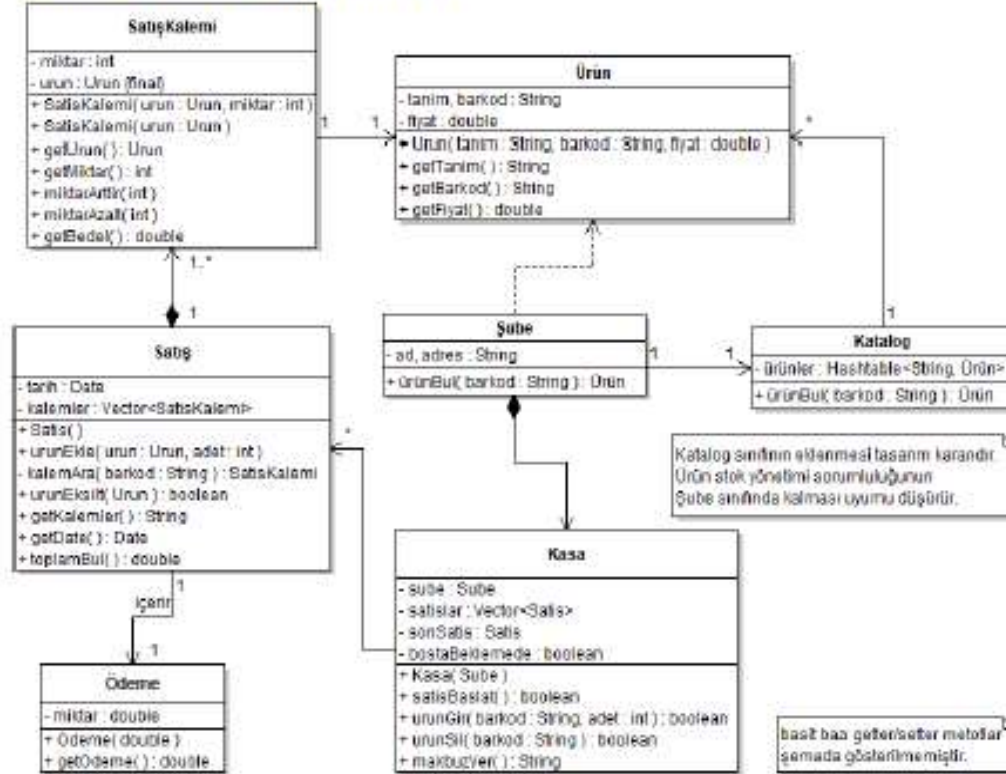 SatışKalemi
- miktar : int
- urun : Urun {final}
+ SatisKalemi( urun : Urun, miktar : int )
+ SatisKalemi( urun : Urun )
+ getUrun( ) : Urun
+ getMiktar( ) : int
+ miktarArttir( int )
+ miktarAzalt( int )
+ getBedel( ) : double
1
1
Ürün
- tanim, barkod : String
- fiyat : double
+ Urun( tanim : String, barkod : String, fiyat : double )
+ getTanim( ) : String
+ getBarkod( ) : String
+ getFiyat( ) : double
*
1..*
1
1
Satış
- tarih : Date
- kalemler : Vector<SatisKalemi>
+ Satis( )
+ urunEkle( urun : Urun, adet : int )
- kalemAra( barkod : String ) : SatisKalemi
+ urunEksilt( Urun ) : boolean
+ getKalemler( ) : String
+ getDate( ) : Date
+ toplamBul( ) : double
*
Şube
- ad, adres : String
+ ürünBul( barkod : String ) : Ürün
1
1
Katalog
- ürünler : Hashtable<String, Ürün>
+ ürünBul( barkod : String ) : Ürün
Katalog sınıfının eklenmesi tasarım kararıdır.
Ürün stok yönetimi sorumluluğunun
Şube sınıfında kalması uyumu düşürür.
1
içerir
1
Ödeme
- miktar : double
+ Odeme( double )
+ getOdeme( ) : double
Kasa
- sube : Sube
- satislar : Vector<Satis>
- sonSatis : Satis
- bostaBeklemede : boolean
+ Kasa( Sube )
+ satisBaslat( ) : boolean
+ urunGir( barkod : String, adet : int ) : boolean
+ urunSil( barkod : String ) : boolean
+ makbuzVer( ) : String
basit bazı getter/setter metotlar
şemada gösterilmemiştir.